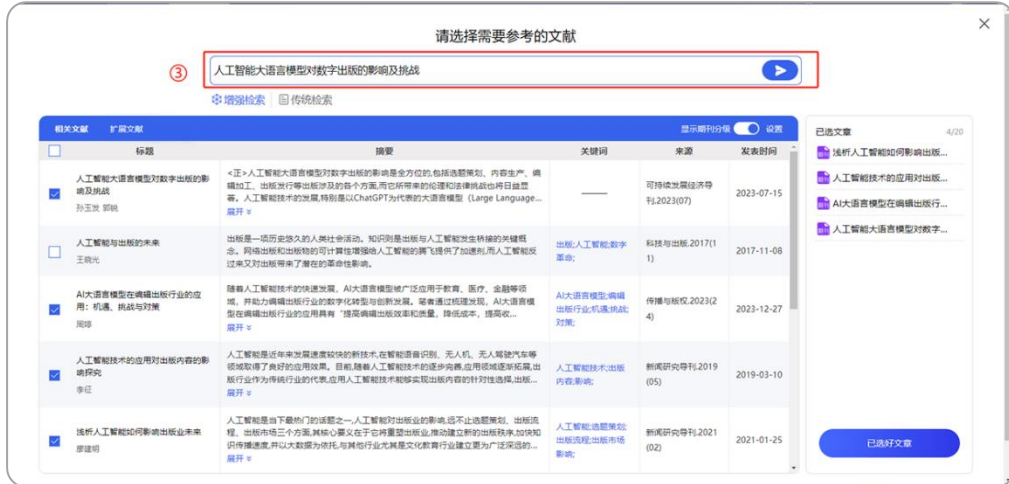 请选择需要参考的文献
③
人工智能大语言模型对数字出版的影响及挑战
增强检索 传统检索
相关文献 扩展文献 显示期刊分级 设置
标题 摘要 关键词 来源 发表时间
人工智能大语言模型对数字出版的影
响及挑战
孙玉发 郭帆
<正>人工智能大语言模型对数字出版的影响是全方位的,包括选题策划、内容生产、编
辑加工、出版发行等出版涉及的各个方面,而它所带来的伦理和法律挑战也将日益显
著。人工智能技术的发展,特别是以ChatGPT为代表的大语言模型（Large Language...
展开
——
可持续发展经济导
刊,2023(07)
2023-07-15
人工智能与出版的未来
王晓光
出版是一项历史悠久的人类社会活动。知识则是出版与人工智能发生桥接的关键概
念。网络出版和出版物的可计算性增强给人工智能的腾飞提供了加速剂,而人工智能反
过来又对出版带来了潜在的革命性影响。
出版;人工智能;数字
革命;
科技与出版,2017(1
1)
2017-11-08
AI大语言模型在编辑出版行业的应
用：机遇、挑战与对策
周婷
随着人工智能技术的快速发展，AI大语言模型被广泛应用于教育、医疗、金融等领
域，并助力编辑出版行业的数字化转型与创新发展。笔者通过梳理发现，AI大语言模
型在编辑出版行业的应用具有“提高编辑出版效率和质量，降低成本，提高收...
展开
AI大语言模型;编辑
出版行业;机遇;挑战;
对策;
传播与版权,2023(2
4)
2023-12-27
人工智能技术的应用对出版内容的影
响探究
李征
人工智能是近年来发展速度较快的新技术,在智能语音识别、无人机、无人驾驶汽车等
领域取得了良好的应用效果。目前,随着人工智能技术的逐步完善,应用领域逐渐拓展,出
版行业作为传统行业的代表,应用人工智能技术能够实现出版内容的针对性选择,出版...
展开
人工智能技术;出版
内容;影响;
新闻研究导刊,2019
(05)
2019-03-10
浅析人工智能如何影响出版业未来
廖建明
人工智能是当下最热门的话题之一,人工智能对出版业的影响,远不止选题策划、出版流
程、出版市场三个方面,其核心要义在于它将重塑出版业,推动建立新的出版秩序,加快知
识传播速度,并以大数据为依托,与其他行业尤其是文化教育行业建立更为广泛深远的...
展开
人工智能;选题策划;
出版流程;出版市场
影响;
新闻研究导刊,2021
(02)
2021-01-25
已选文章 4/20
浅析人工智能如何影响出版...
人工智能技术的应用对出版...
AI大语言模型在编辑出版行...
人工智能大语言模型对数字...
已选好文章